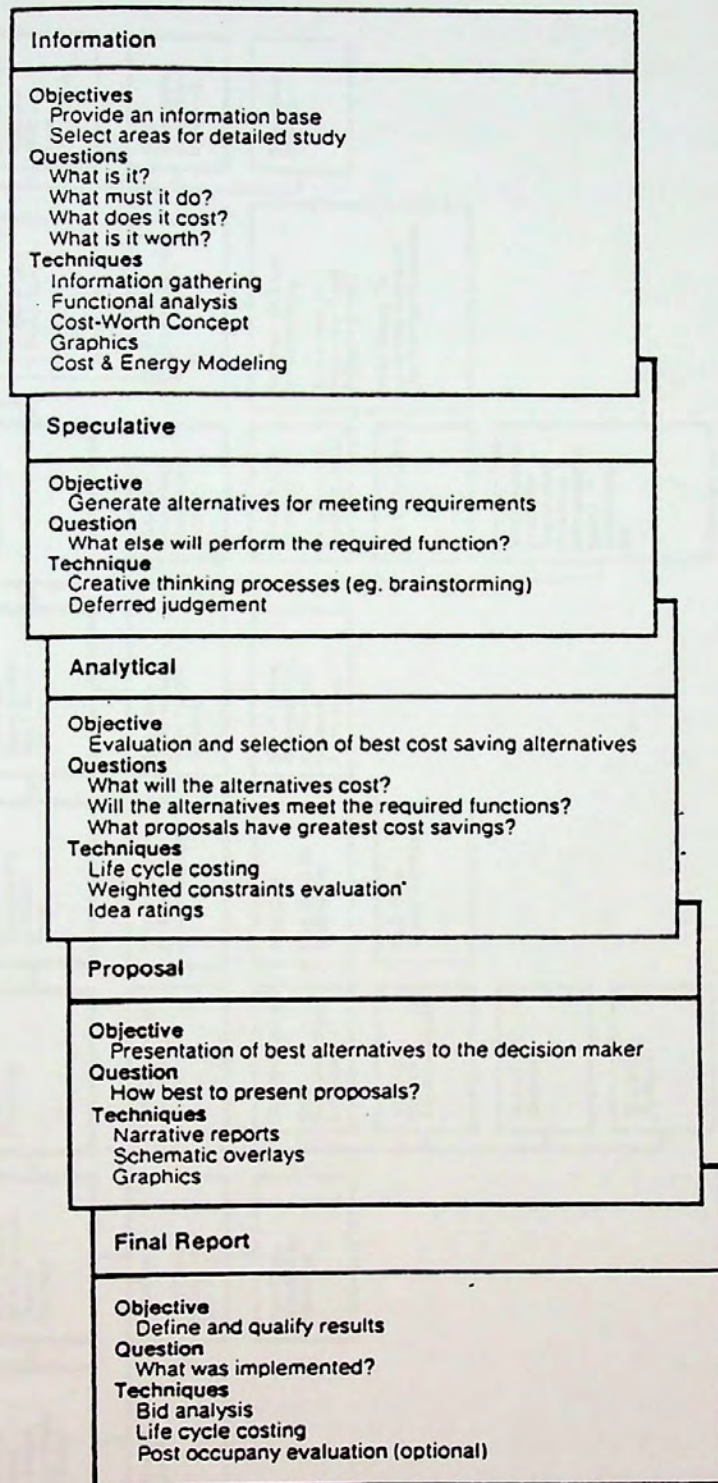 Information
Objectives
Provide an information base
Select areas for detailed study
Questions
What is it?
What must it do?
What does it cost?
What is it worth?
Techniques
Information gathering
Functional analysis
Cost-Worth Concept
Graphics
Cost & Energy Modeling
Speculative
Objective
Generate alternatives for meeting requirements
Question
What else will perform the required function?
Technique
Creative thinking processes (eg. brainstorming)
Deferred judgement
Analytical
Objective
Evaluation and selection of best cost saving alternatives
Questions
What will the alternatives cost?
Will the alternatives meet the required functions?
What proposals have greatest cost savings?
Techniques
Life cycle costing
Weighted constraints evaluation*
Idea ratings
Proposal
Objective
Presentation of best alternatives to the decision maker
Question
How best to present proposals?
Techniques
Narrative reports
Schematic overlays
Graphics
Final Report
Objective
Define and qualify results
Question
What was implemented?
Techniques
Bid analysis
Life cycle costing
Post occupany evaluation (optional)